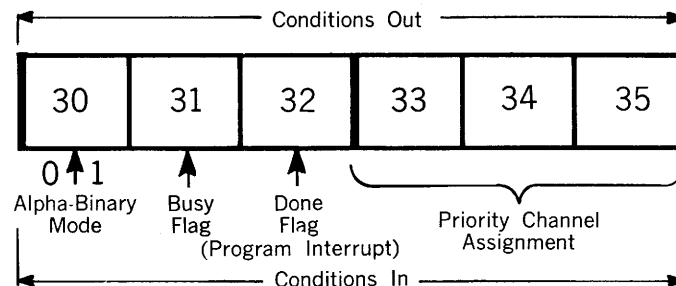 Conditions Out
30 31 32 33 34 35
0 1
Alpha-Binary Mode
Busy Flag
Done Flag
(Program Interrupt)
Priority Channel Assignment
Conditions In